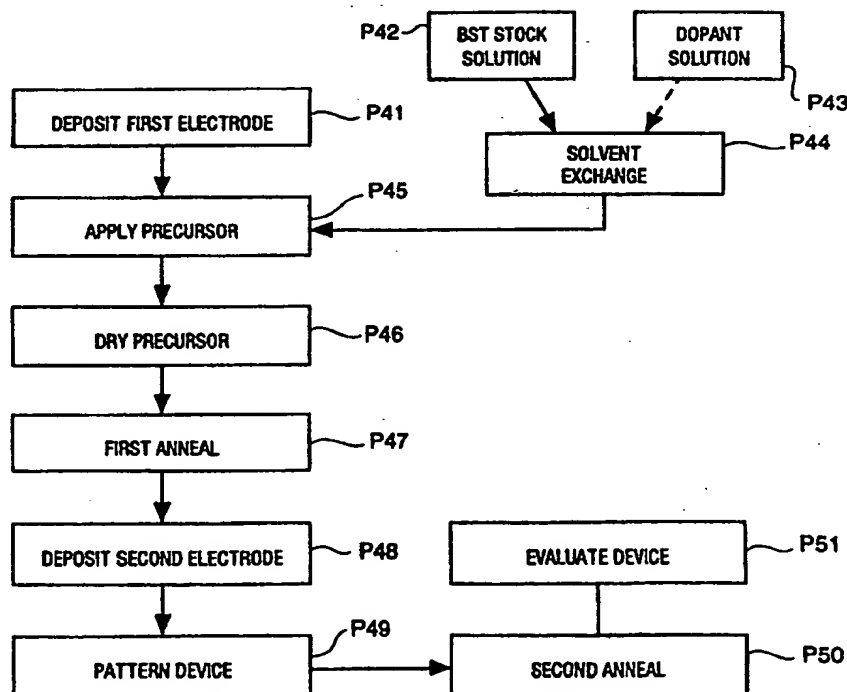 P42
BST STOCK
SOLUTION
DOPANT
SOLUTION
P43
DEPOSIT FIRST ELECTRODE
P41
SOLVENT
EXCHANGE
P44
APPLY PRECURSOR
P45
DRY PRECURSOR
P46
FIRST ANNEAL
P47
DEPOSIT SECOND ELECTRODE
P48
EVALUATE DEVICE
P51
PATTERN DEVICE
P49
SECOND ANNEAL
P50